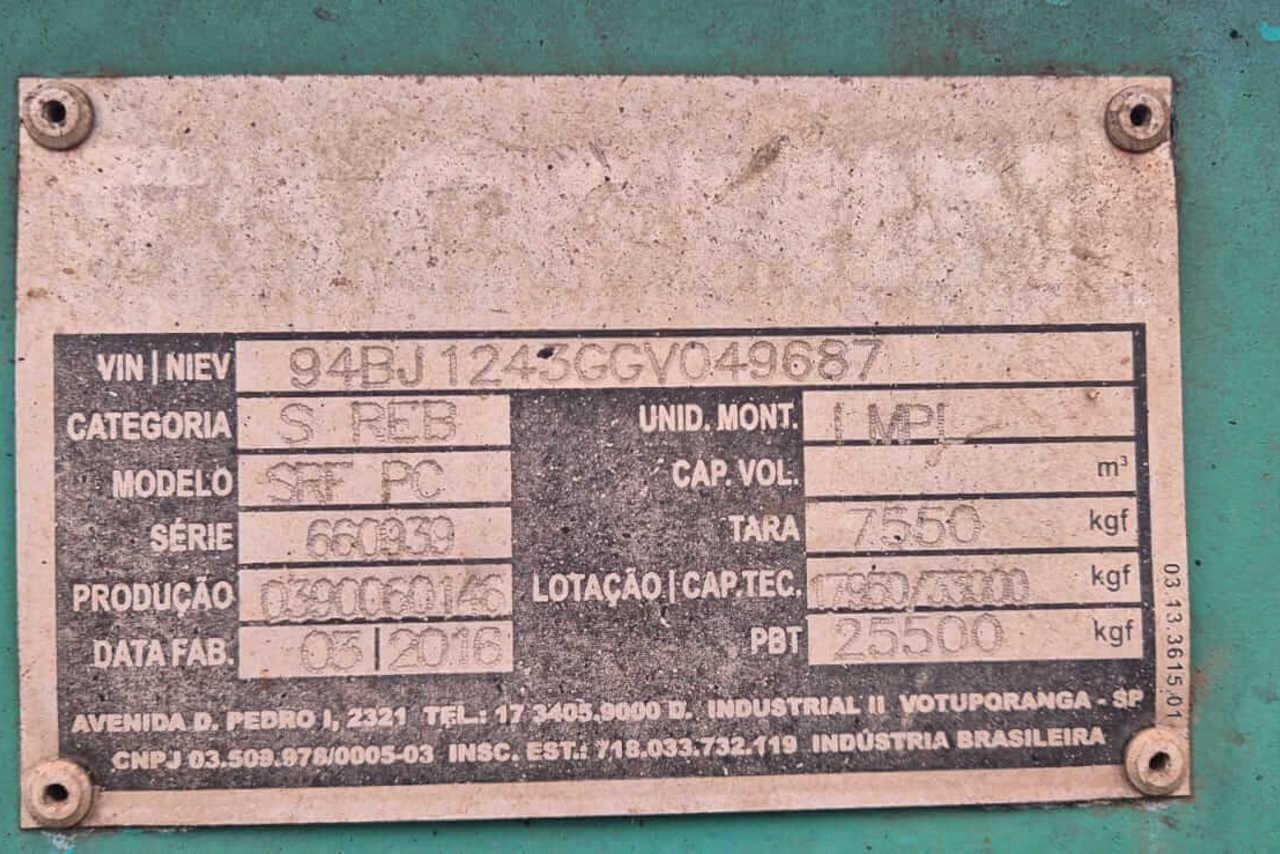 VIN | NIEV 94BJ1243GGV049687
CATEGORIA S REB UNID. MONT.
MODELO SRF PC CAP. VOL. m³
SÉRIE 660939 TARA 7550 kgf
PRODUÇÃO 0390060146 LOTAÇÃO | CAP.TEC. 17950/33000 kgf
DATA FAB. 03|2016 PBT 25500 kgf
AVENIDA D. PEDRO I, 2321 TEL.: 17 3405.9000 D. INDUSTRIAL II VOTUPORANGA - SP
CNPJ 03.509.978/0005-03 INSC. EST.: 718.033.732.119 INDÚSTRIA BRASILEIRA
03.13.3615.01